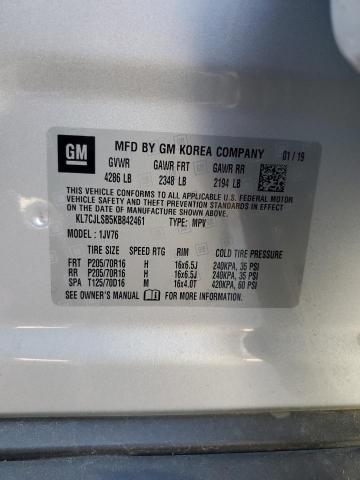 GM
MFD BY GM KOREA COMPANY 01 / 19
GVWR GAWR FRT GAWR RR
4286 LB 2348 LB 2194 LB
THIS VEHICLE CONFORMS TO ALL APPLICABLE U.S. FEDERAL MOTOR
VEHICLE SAFETY AND THEFT PREVENTION STANDARDS IN EFFECT
ON THE DATE OF MANUFACTURE SHOWN ABOVE.
KL7CJLSB5KB842461 TYPE: MPV
MODEL: 1JV76
TIRE SIZE SPEED RTG RIM COLD TIRE PRESSURE
FRT P205/70R16 H 16x6.5J 240KPA, 35 PSI
RR P205/70R16 H 16x6.5J 240KPA, 35 PSI
SPA T125/70D16 M 16x4.0T 420KPA, 60 PSI
SEE OWNER'S MANUAL FOR ADDITIONAL INFORMATION.